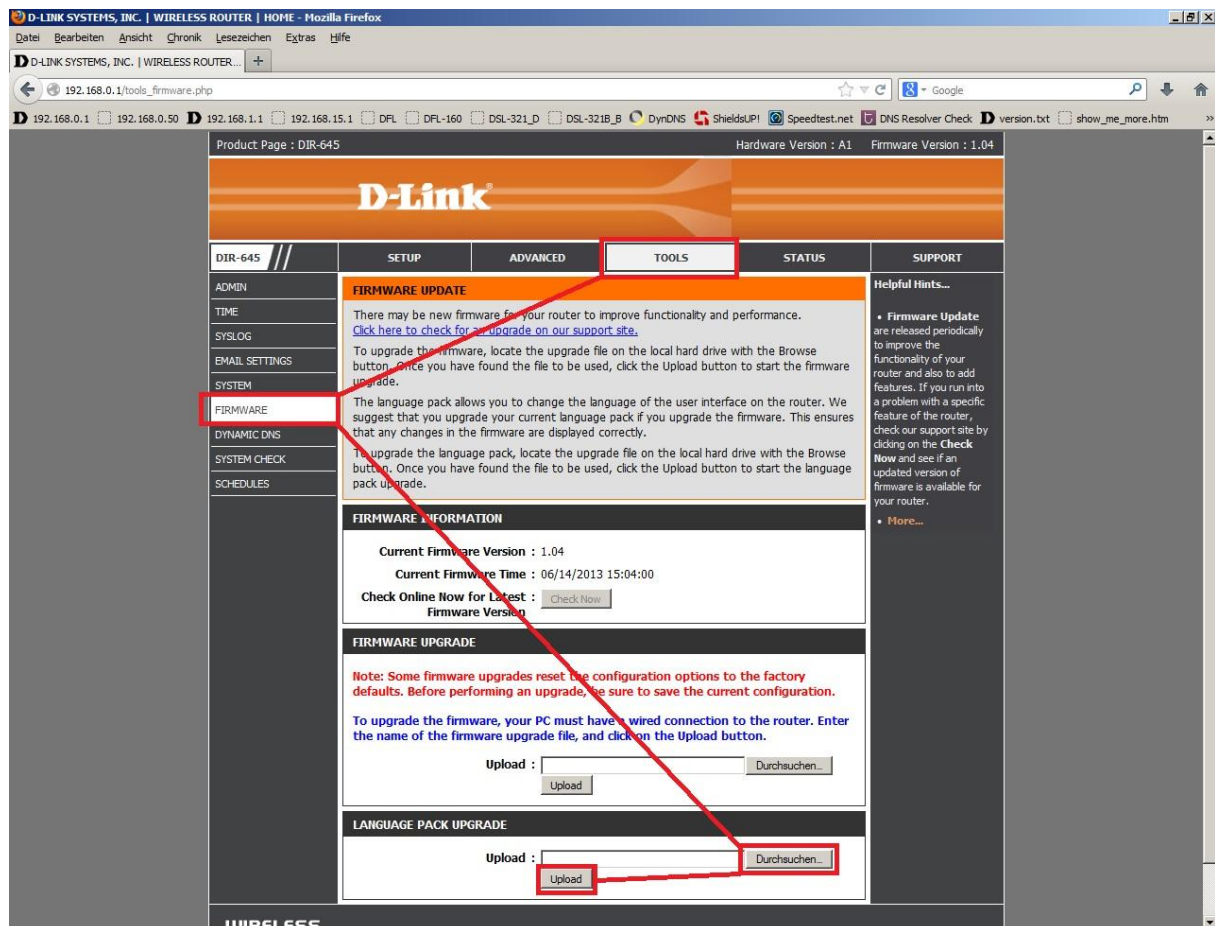 D-LINK SYSTEMS, INC. | WIRELESS ROUTER | HOME - Mozilla Firefox
Datei Bearbeiten Ansicht Chronik Lesezeichen Extras Hilfe
D-LINK SYSTEMS, INC. | WIRELESS ROUTER... +
192.168.0.1/tools_firmware.php Google
192.168.0.1 192.168.0.50 192.168.1.1 192.168.15.1 DFL DFL-160 DSL-321_D DSL-321B_B DynDNS ShieldsUP! Speedtest.net DNS Resolver Check version.txt show_me_more.htm »
Product Page : DIR-645 Hardware Version : A1 Firmware Version : 1.04
D-Link
DIR-645 SETUP ADVANCED TOOLS STATUS SUPPORT
ADMIN
TIME
SYSLOG
EMAIL SETTINGS
SYSTEM
FIRMWARE
DYNAMIC DNS
SYSTEM CHECK
SCHEDULES
FIRMWARE UPDATE
There may be new firmware for your router to improve functionality and performance.
Click here to check for an upgrade on our support site.
To upgrade the firmware, locate the upgrade file on the local hard drive with the Browse
button. Once you have found the file to be used, click the Upload button to start the firmware
upgrade.
The language pack allows you to change the language of the user interface on the router. We
suggest that you upgrade your current language pack if you upgrade the firmware. This ensures
that any changes in the firmware are displayed correctly.
To upgrade the language pack, locate the upgrade file on the local hard drive with the Browse
button. Once you have found the file to be used, click the Upload button to start the language
pack upgrade.
FIRMWARE INFORMATION
Current Firmware Version : 1.04
Current Firmware Time : 06/14/2013 15:04:00
Check Online Now for Latest : Check Now
Firmware Version
FIRMWARE UPGRADE
Note: Some firmware upgrades reset the configuration options to the factory
defaults. Before performing an upgrade, be sure to save the current configuration.
To upgrade the firmware, your PC must have a wired connection to the router. Enter
the name of the firmware upgrade file, and click on the Upload button.
Upload : Durchsuchen...
Upload
LANGUAGE PACK UPGRADE
Upload : Durchsuchen...
Upload
Helpful Hints...
• Firmware Update
are released periodically
to improve the
functionality of your
router and also to add
features. If you run into
a problem with a specific
feature of the router,
check our support site by
clicking on the Check
Now and see if an
updated version of
firmware is available for
your router.
• More...
WIRELESS